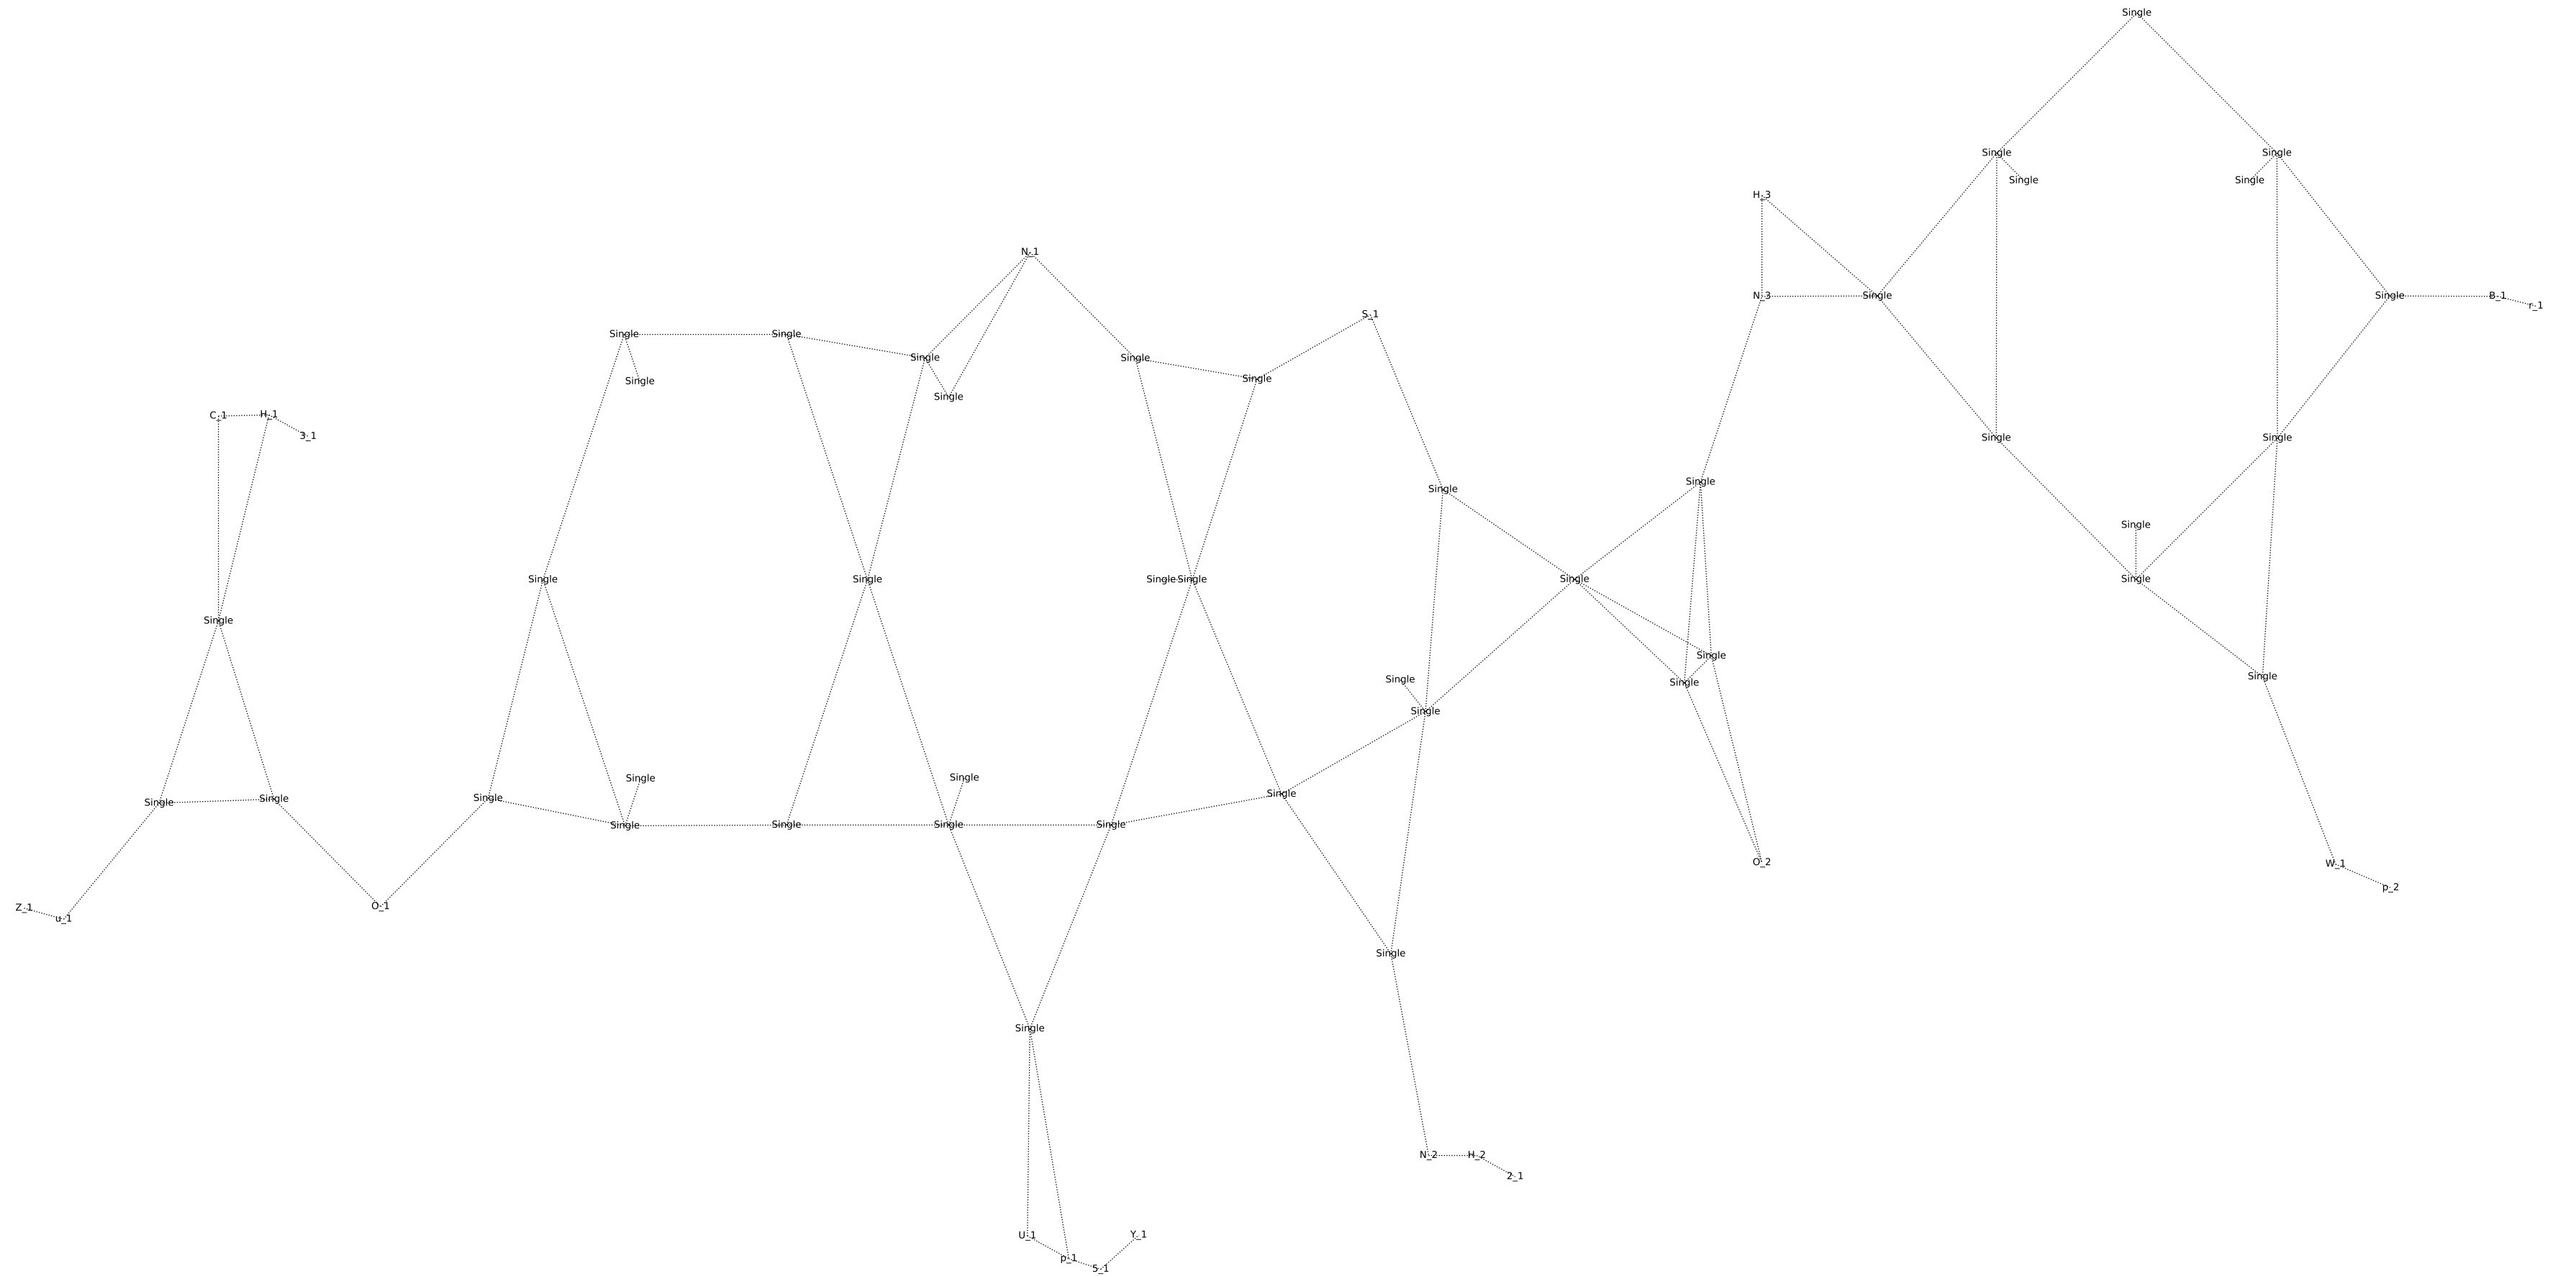 Single
Single Single
Single Single
H_3
N_1
N_3 Single Single B_1 r_1
S_1
Single Single
Single Single
Single Single
Single
C_1 H_1
3_1
Single Single
Single
Single
Single
Single Single Single Single Single Single
Single
Single
Single
Single Single
Single
Single
Single Single
Single
Single Single Single
Single Single Single Single Single
O_2 W_1
p_2
Z_1 O_1
u_1
Single
Single
N_2 H_2
2_1
U_1 Y_1
p_1
5_1